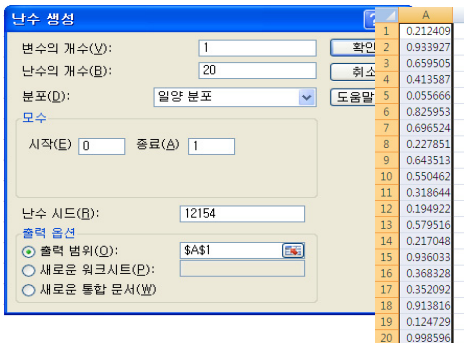 난수 생성
변수의 개수(V): 1
난수의 개수(B): 20
분포(D): 일양 분포
모수
시작(E) 0 종료(A) 1
난수 시드(R): 12154
출력 옵션
출력 범위(O): $A$1
새로운 워크시트(P):
새로운 통합 문서(W)
확인
취소
도움말
A
1 0.212409
2 0.933927
3 0.659505
4 0.413587
5 0.055666
6 0.825953
7 0.696524
8 0.227851
9 0.643513
10 0.550462
11 0.318644
12 0.194922
13 0.579516
14 0.217048
15 0.936033
16 0.368328
17 0.352092
18 0.913816
19 0.124729
20 0.998596